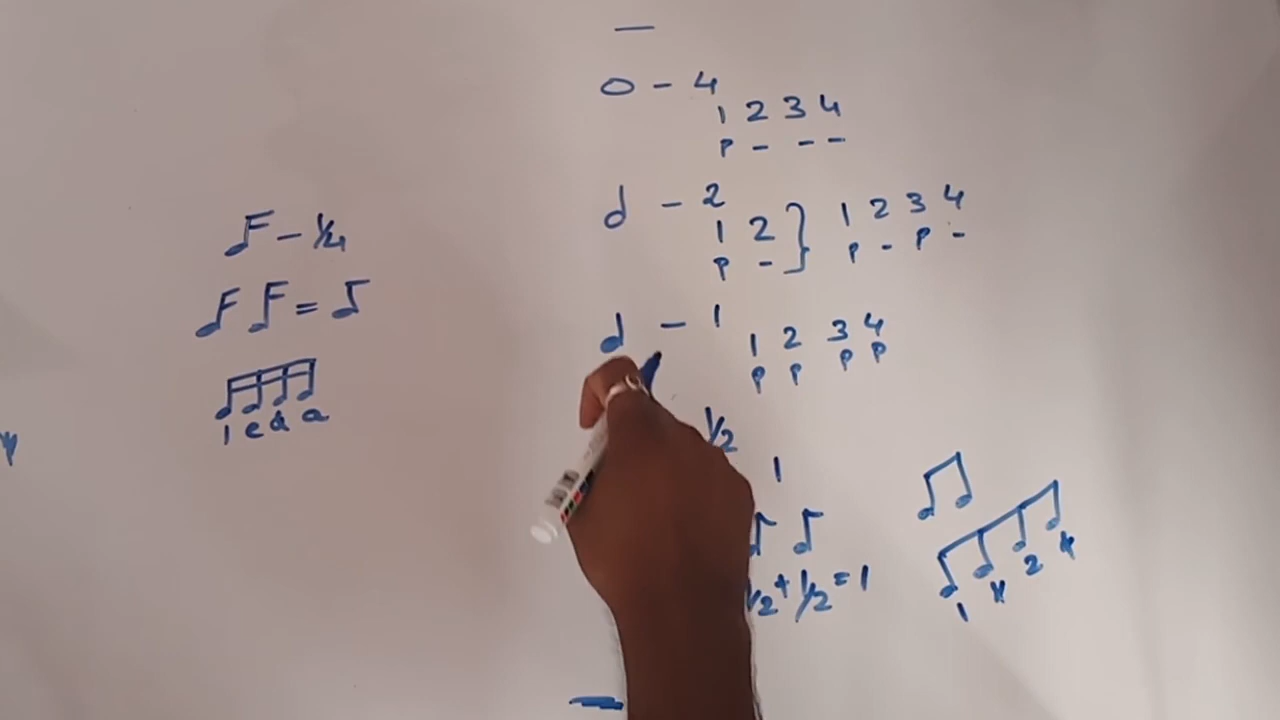 o - 4
1 2 3 4
P - - -
𝅗𝅥 - 2
1 2 } 1 2 3 4
P - P - P -
♩ - 1
1 2 3 4
P P P P
1/2
1
♪ ♪
1/2 + 1/2 = 1
1 2
𝅘𝅥𝅯 - 1/4
𝅘𝅥𝅯 𝅘𝅥𝅯 = ♪
1 e & a